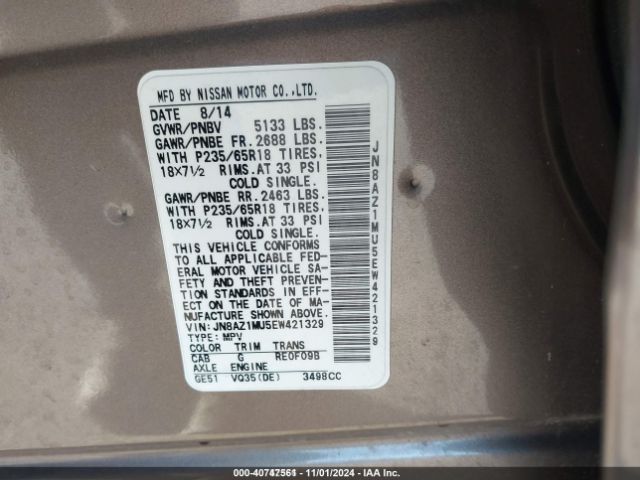 MFD BY NISSAN MOTOR CO.,LTD.
DATE 8/14
GVWR/PNBV 5133 LBS.
GAWR/PNBE FR. 2688 LBS.
WITH P235/65R18 TIRES,
18X7½ RIMS.AT 33 PSI
COLD SINGLE.
GAWR/PNBE RR. 2463 LBS.
WITH P235/65R18 TIRES,
18X7½ RIMS.AT 33 PSI
COLD SINGLE.
THIS VEHICLE CONFORMS
TO ALL APPLICABLE FED-
ERAL MOTOR VEHICLE SA-
FETY AND THEFT PREVEN-
TION STANDARDS IN EFF-
ECT ON THE DATE OF MA-
NUFACTURE SHOWN ABOVE.
VIN: JN8AZ1MU5EW421329
TYPE: MPV
COLOR TRIM TRANS
CAB G RE0F09B
AXLE ENGINE
GE51 VQ35(DE) 3498CC
JN8AZ1MU5EW421329
000-40747561 - 11/01/2024 - IAA Inc.